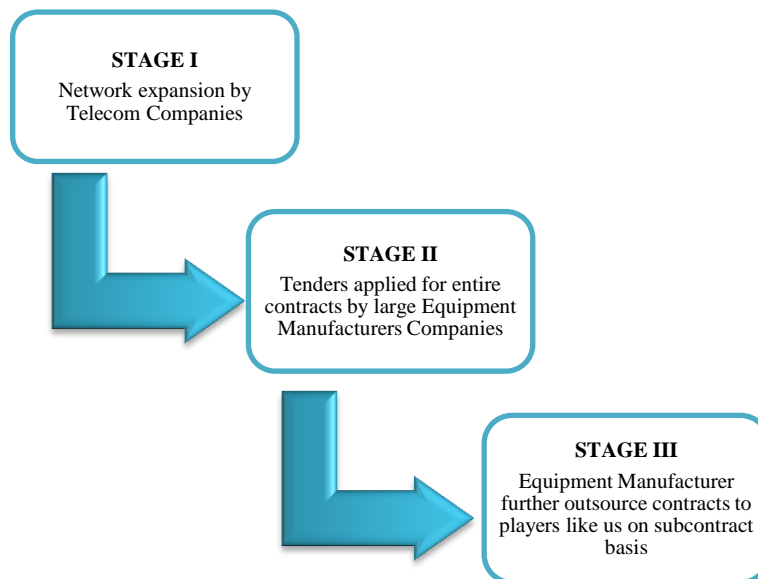 STAGE I
Network expansion by
Telecom Companies
STAGE II
Tenders applied for entire
contracts by large Equipment
Manufacturers Companies
STAGE III
Equipment Manufacturer
further outsource contracts to
players like us on subcontract
basis